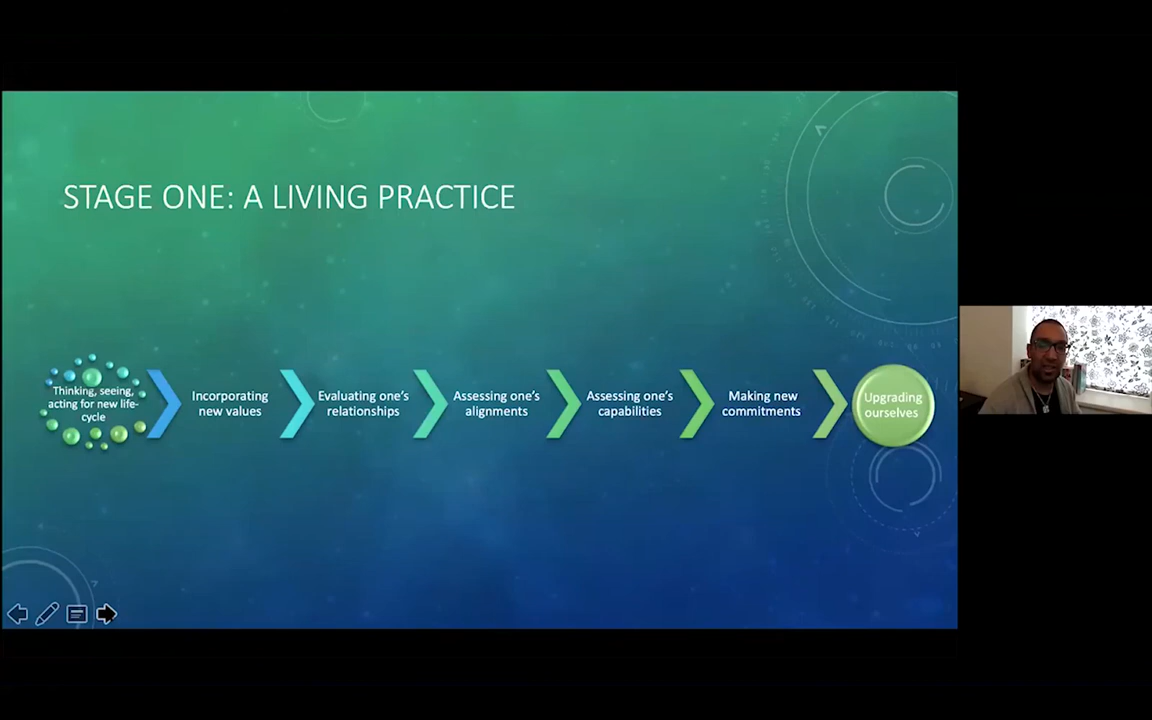 STAGE ONE: A LIVING PRACTICE
Thinking, seeing,
acting for new life-
cycle
Incorporating
new values
Evaluating one's
relationships
Assessing one's
alignments
Assessing one's
capabilities
Making new
commitments
Upgrading
ourselves